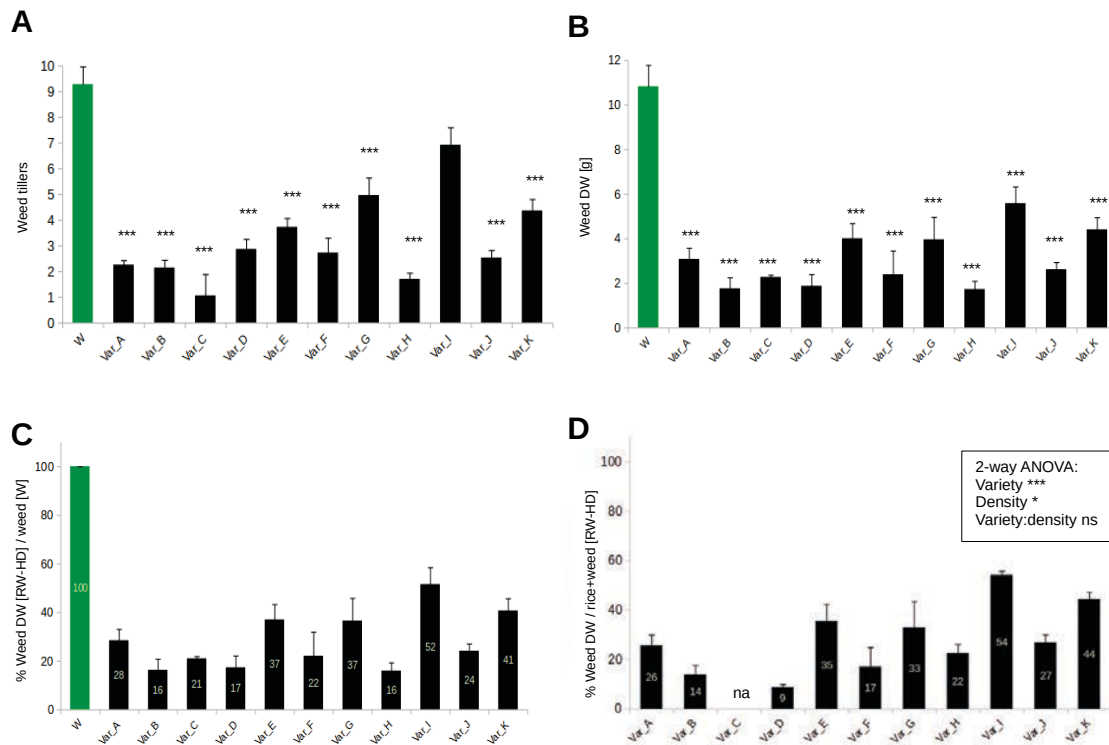 A
Weed tillers
10
9
8
7
6
5
4
3
2
1
0
*** *** *** *** *** *** *** *** *** ***
W Var_A Var_B Var_C Var_D Var_E Var_F Var_G Var_H Var_I Var_J Var_K
B
Weed DW [g]
12
10
8
6
4
2
0
*** *** *** *** *** *** *** *** *** *** ***
W Var_A Var_B Var_C Var_D Var_E Var_F Var_G Var_H Var_I Var_J Var_K
C
% Weed DW [RW-HD] / weed [W]
100
80
60
40
20
0
100 28 16 21 17 37 22 37 16 52 24 41
W Var_A Var_B Var_C Var_D Var_E Var_F Var_G Var_H Var_I Var_J Var_K
D
% Weed DW / rice+weed [RW-HD]
100
80
60
40
20
0
2-way ANOVA:
Variety ***
Density *
Variety:density ns
26 14 na 9 35 17 33 22 54 27 44
Var_A Var_B Var_C Var_D Var_E Var_F Var_G Var_H Var_I Var_J Var_K